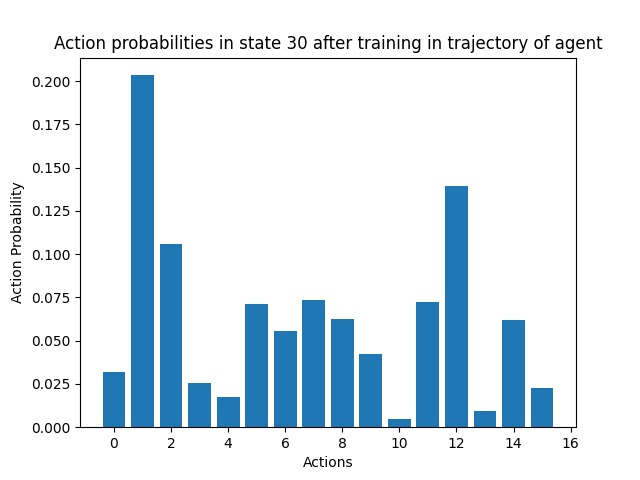 Action probabilities in state 30 after training in trajectory of agent
Action Probability
0.200
0.175
0.150
0.125
0.100
0.075
0.050
0.025
0.000
0 2 4 6 8 10 12 14 16
Actions